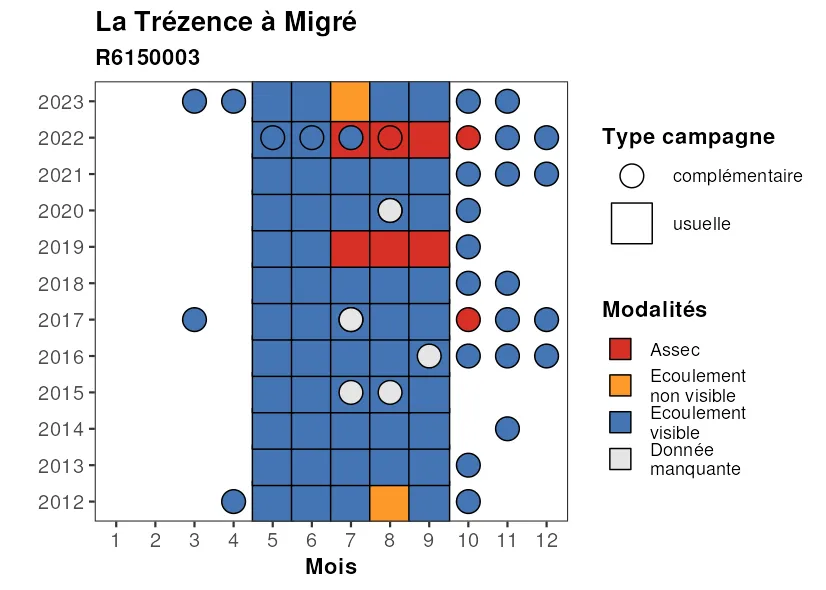 La Trézence à Migré
R6150003
2023
2022
2021
2020
2019
2018
2017
2016
2015
2014
2013
2012
1 2 3 4 5 6 7 8 9 10 11 12
Mois
Type campagne
complémentaire
usuelle
Modalités
Assec
Ecoulement
non visible
Ecoulement
visible
Donnée
manquante